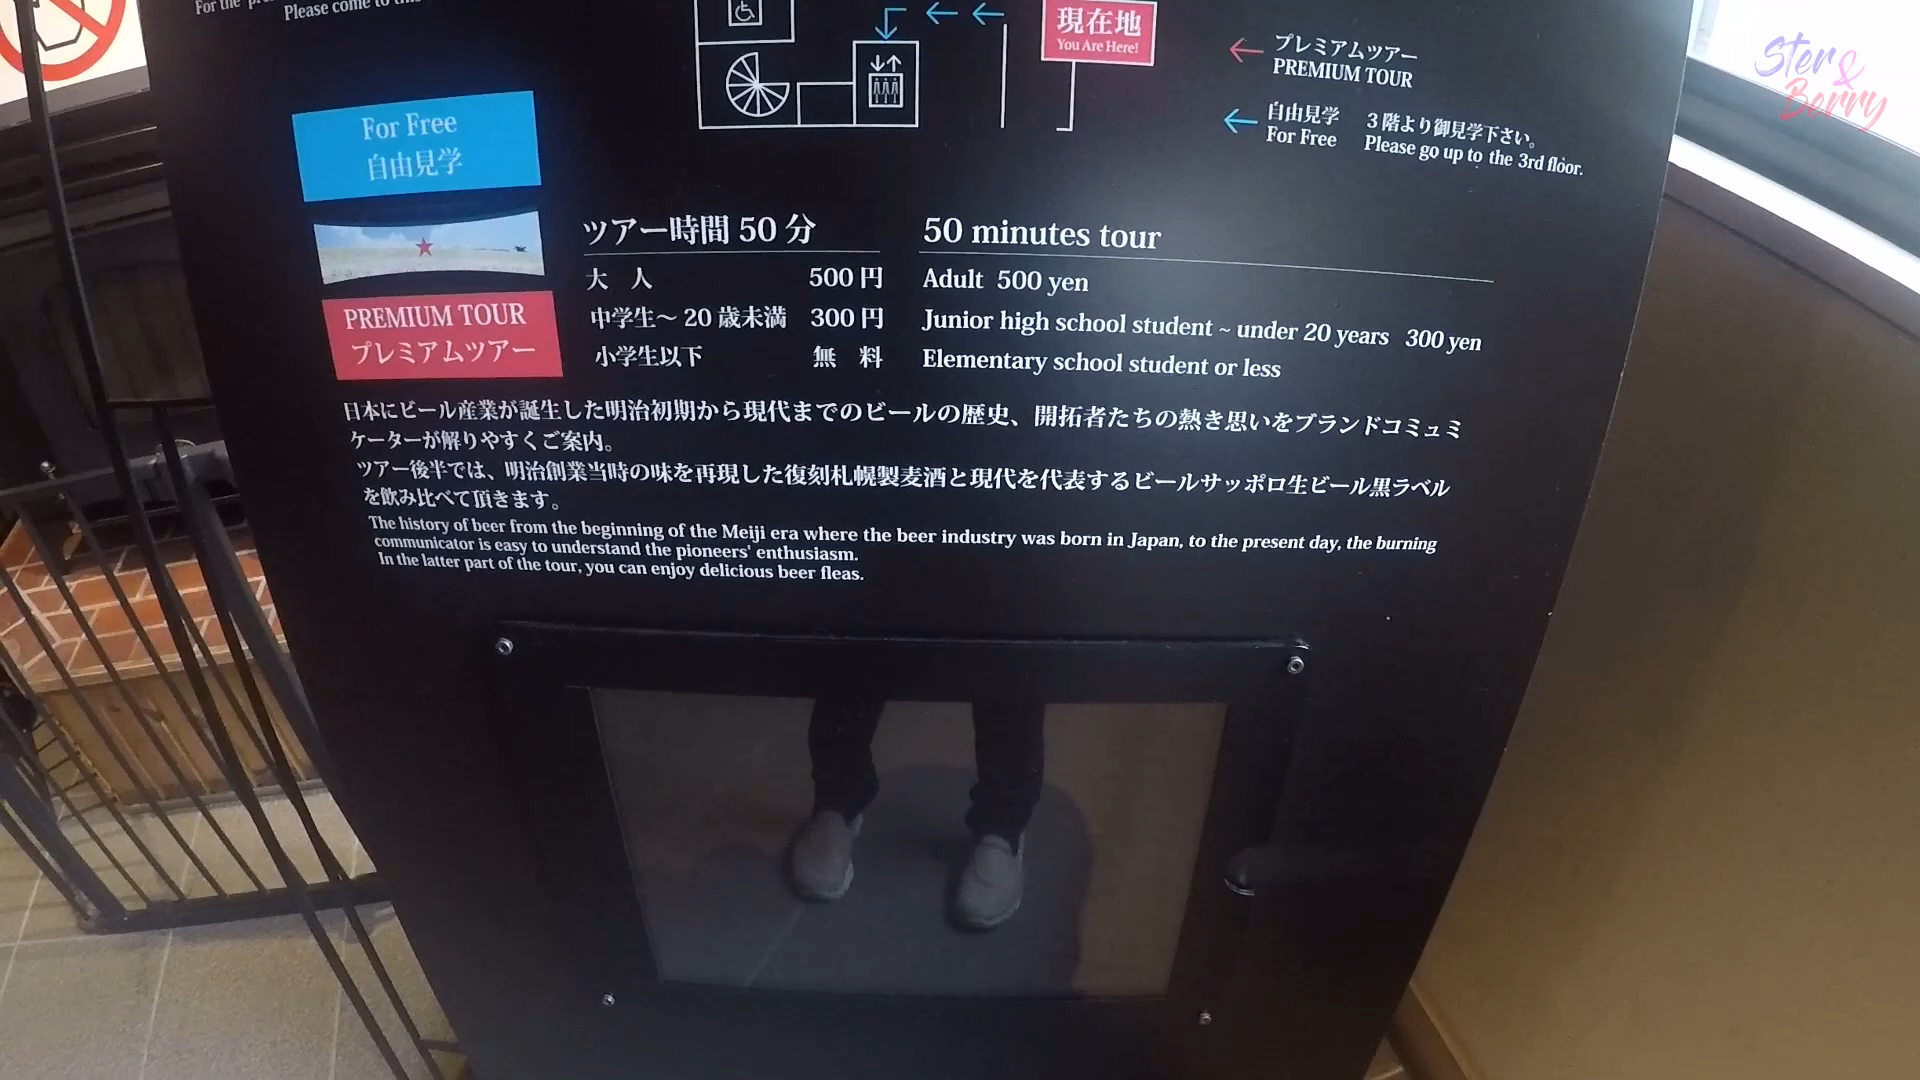 For the
Please come to
現在地
You Are Here!
プレミアムツアー
PREMIUM TOUR
自由見学 3階より御見学下さい。
For Free Please go up to the 3rd floor.
Ster &
Berry
For Free
自由見学
PREMIUM TOUR
プレミアムツアー
ツアー時間 50 分
大 人 500 円
中学生～ 20 歳未満 300 円
小学生以下 無 料
50 minutes tour
Adult 500 yen
Junior high school student ~ under 20 years 300 yen
Elementary school student or less
日本にビール産業が誕生した明治初期から現代までのビールの歴史、開拓者たちの熱き思いをブランドコミュミ
ケーターが解りやすくご案内。
ツアー後半では、明治創業当時の味を再現した復刻札幌製麦酒と現代を代表するビールサッポロ生ビール黒ラベル
を飲み比べて頂きます。
The history of beer from the beginning of the Meiji era where the beer industry was born in Japan, to the present day, the burning
communicator is easy to understand the pioneers' enthusiasm.
In the latter part of the tour, you can enjoy delicious beer fleas.